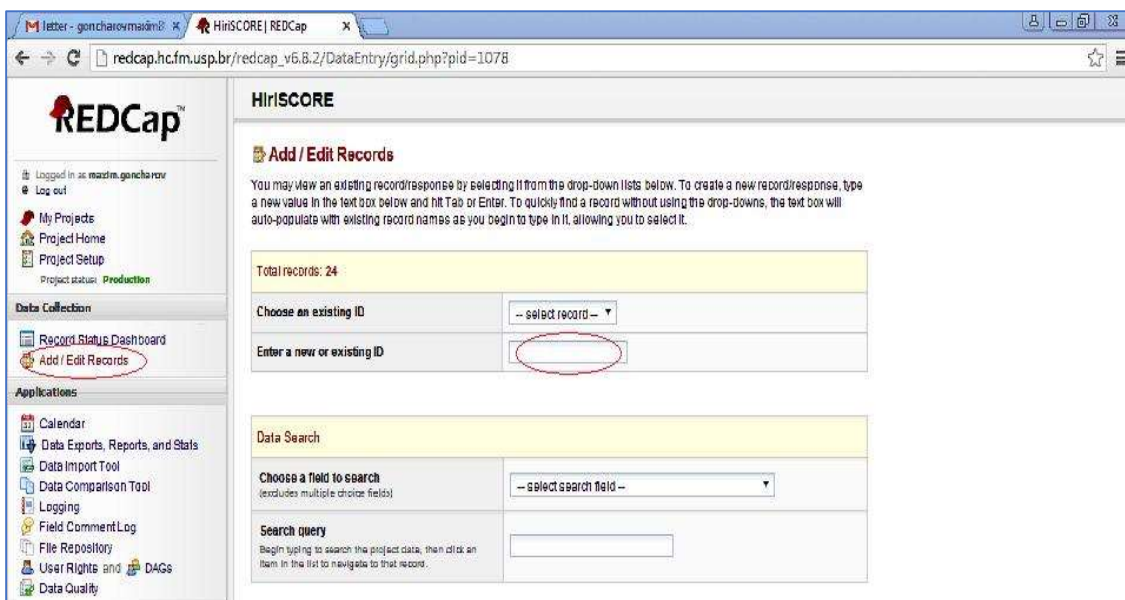 letter - goncharovmaxim8
HiriSCORE | REDCap
redcap.hc.fm.usp.br/redcap_v6.8.2/DataEntry/grid.php?pid=1078
REDCap™
Logged in as maxim.goncharov
Log out
My Projects
Project Home
Project Setup
Project status: Production
Data Collection
Record Status Dashboard
Add / Edit Records
Applications
Calendar
Data Exports, Reports, and Stats
Data Import Tool
Data Comparison Tool
Logging
Field Comment Log
File Repository
User Rights and DAGs
Data Quality
HiriSCORE
Add / Edit Records
You may view an existing record/response by selecting it from the drop-down lists below. To create a new record/response, type
a new value in the text box below and hit Tab or Enter. To quickly find a record without using the drop-downs, the text box will
auto-populate with existing record names as you begin to type in it, allowing you to select it.
Total records: 24
Choose an existing ID
-- select record --
Enter a new or existing ID
Data Search
Choose a field to search
(excludes multiple choice fields)
-- select search field --
Search query
Begin typing to search the project data, then click an
item in the list to navigate to that record.